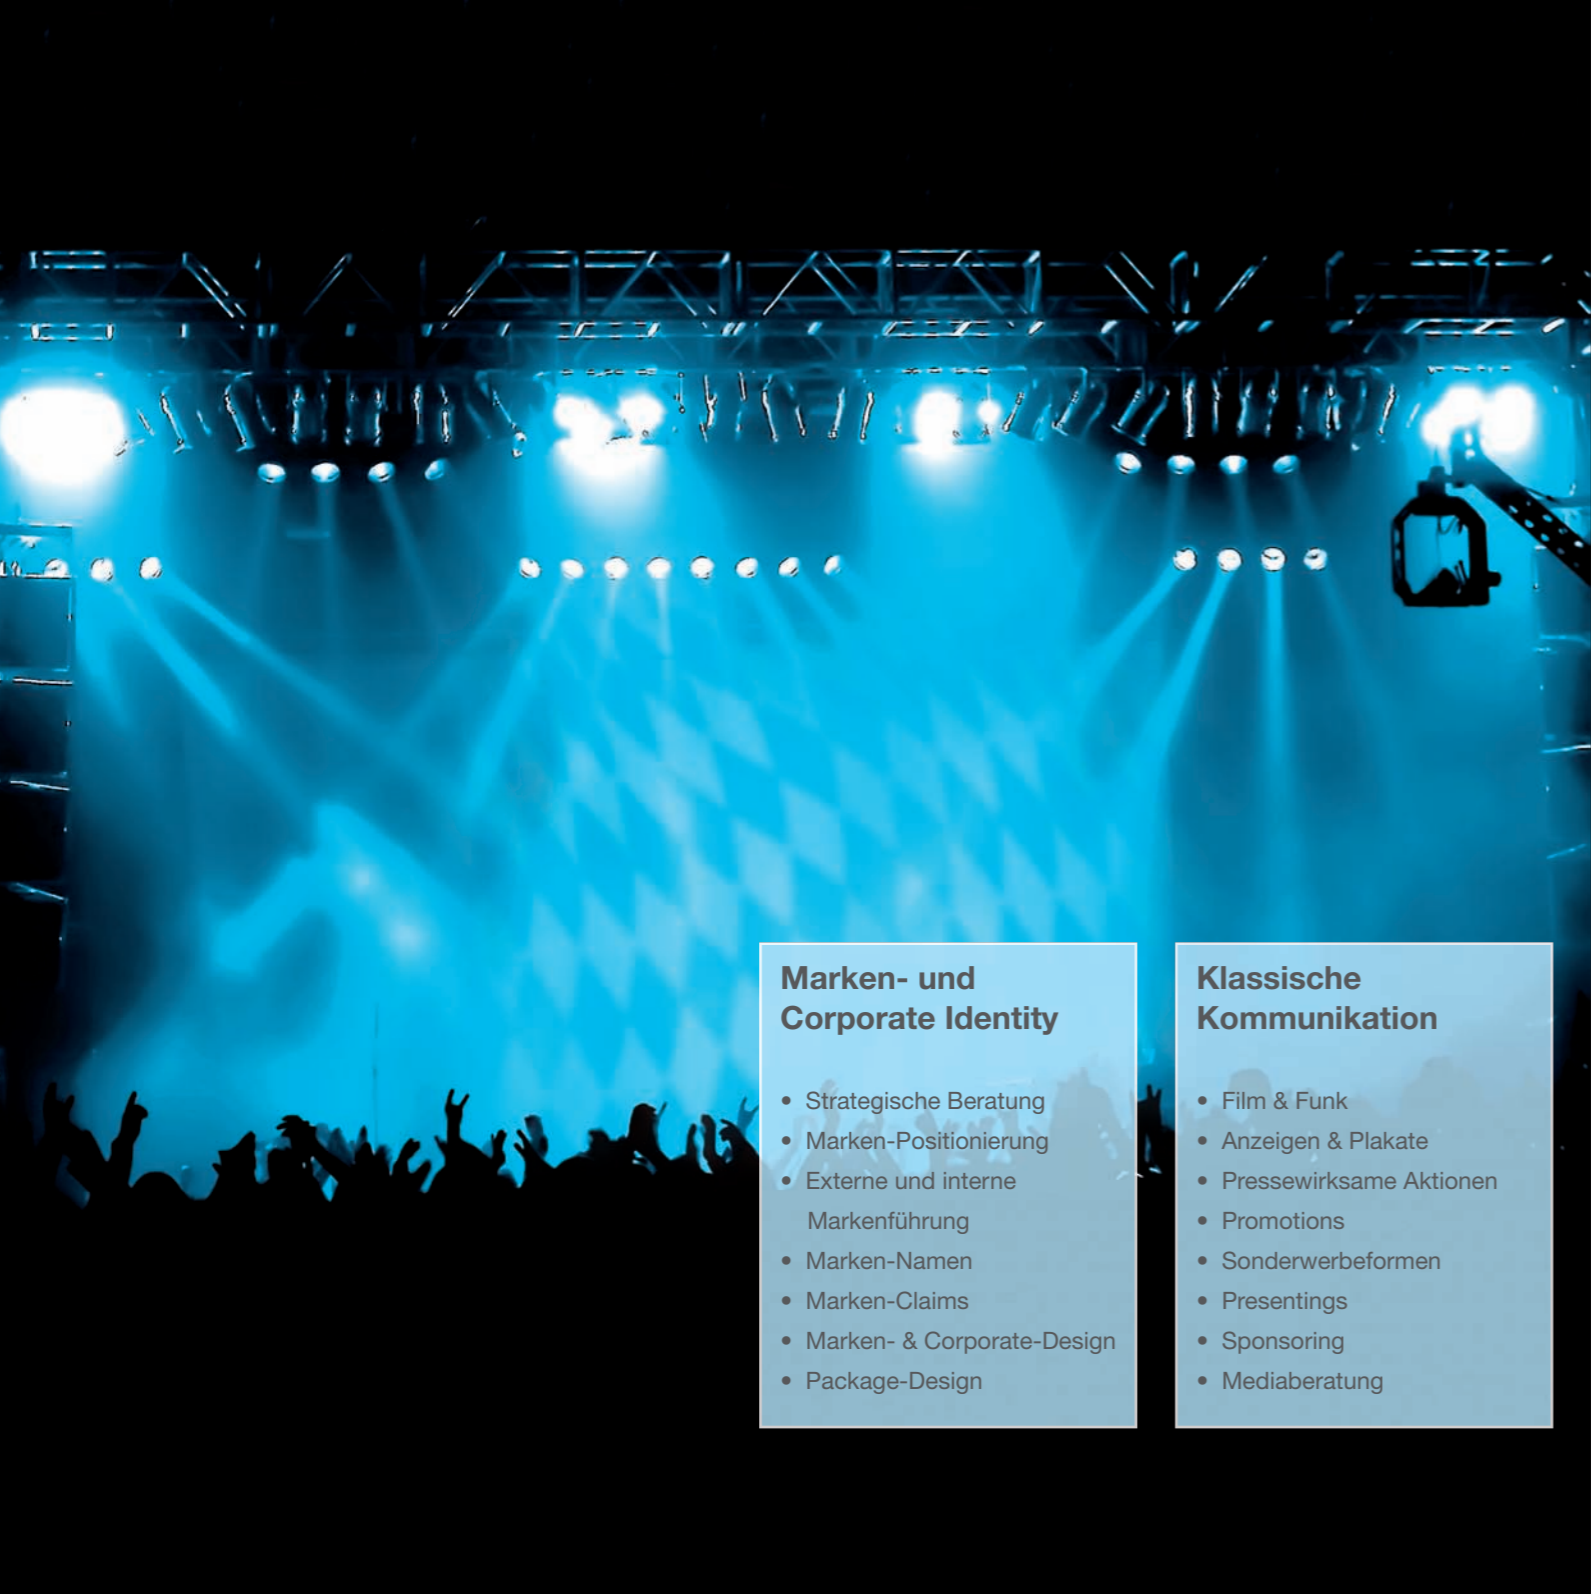 Marken- und
Corporate Identity
• Strategische Beratung
• Marken-Positionierung
• Externe und interne
Markenführung
• Marken-Namen
• Marken-Claims
• Marken- & Corporate-Design
• Package-Design
Klassische
Kommunikation
• Film & Funk
• Anzeigen & Plakate
• Pressewirksame Aktionen
• Promotions
• Sonderwerbeformen
• Presentings
• Sponsoring
• Mediaberatung